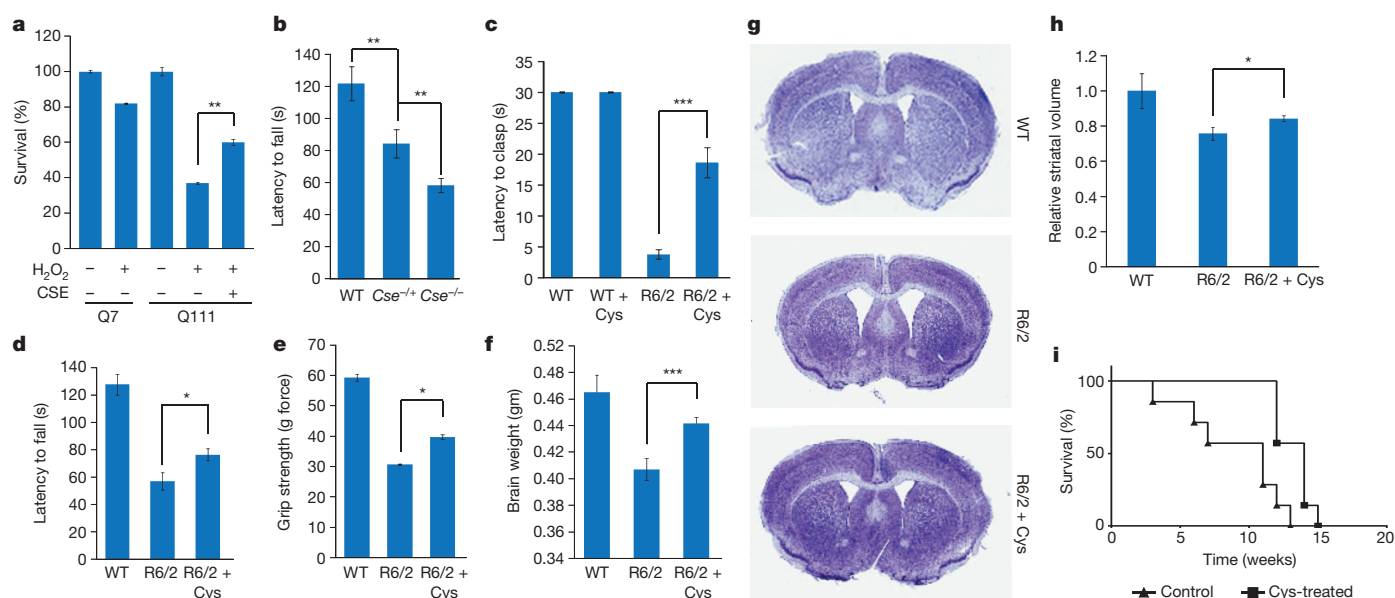 a
Survival (%)
120
100
80
60
40
20
0
**
H2O2
– + – + +
CSE
– – – – +
Q7
Q111
b
Latency to fall (s)
140
120
100
80
60
40
20
0
**
**
WT Cse–/+ Cse–/–
c
Latency to clasp (s)
35
30
25
20
15
10
5
0
***
WT
WT +
Cys
R6/2
R6/2 +
Cys
d
Latency to fall (s)
140
120
100
80
60
40
20
0
*
WT
R6/2
R6/2 +
Cys
e
Grip strength (g force)
70
60
50
40
30
20
10
0
*
WT
R6/2
R6/2 +
Cys
f
Brain weight (gm)
0.52
0.50
0.48
0.46
0.44
0.42
0.40
0.38
0.36
0.34
***
WT
R6/2
R6/2 +
Cys
g
WT
R6/2
R6/2 + Cys
h
Relative striatal volume
1.2
1.0
0.8
0.6
0.4
0.2
0
*
WT
R6/2
R6/2 + Cys
i
Survival (%)
100
50
0
0 5 10 15 20
Time (weeks)
Control
Cys-treated